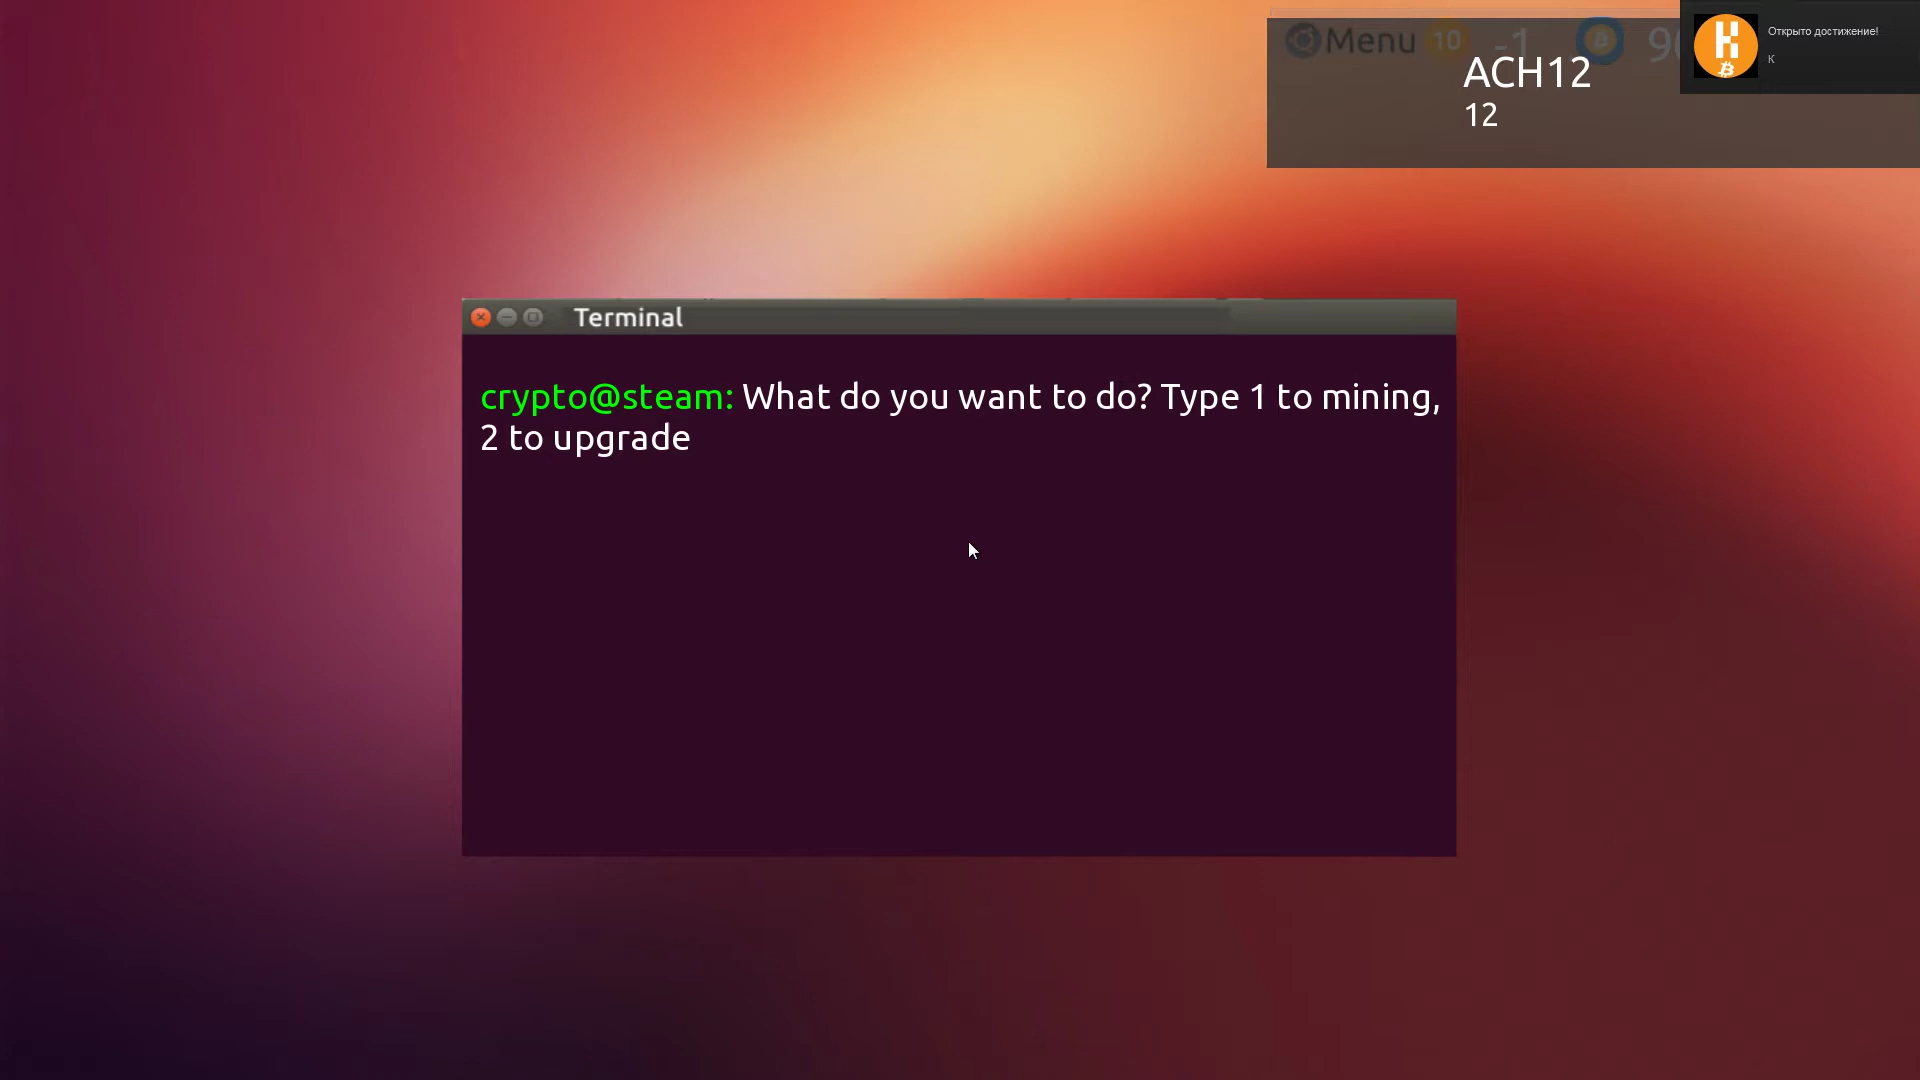 Menu 10 -1 90
ACH12
12
Открыто достижение!
К
Terminal
crypto@steam: What do you want to do? Type 1 to mining,
2 to upgrade